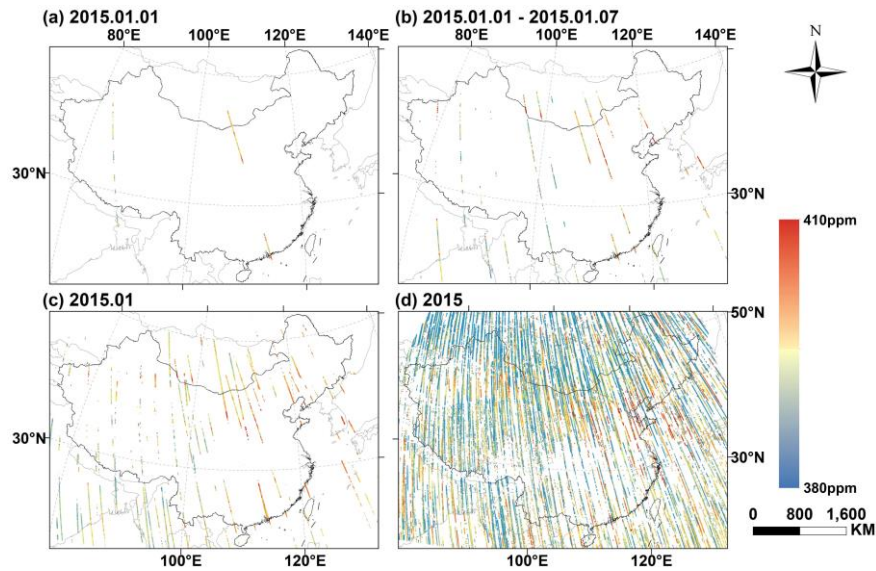 (a) 2015.01.01
(b) 2015.01.01 - 2015.01.07
80°E 100°E 120°E 140°E
80°E 100°E 120°E 140°E
N
30°N
30°N
410ppm
(c) 2015.01
(d) 2015
50°N
30°N
30°N
380ppm
0 800 1,600
KM
100°E 120°E
100°E 120°E